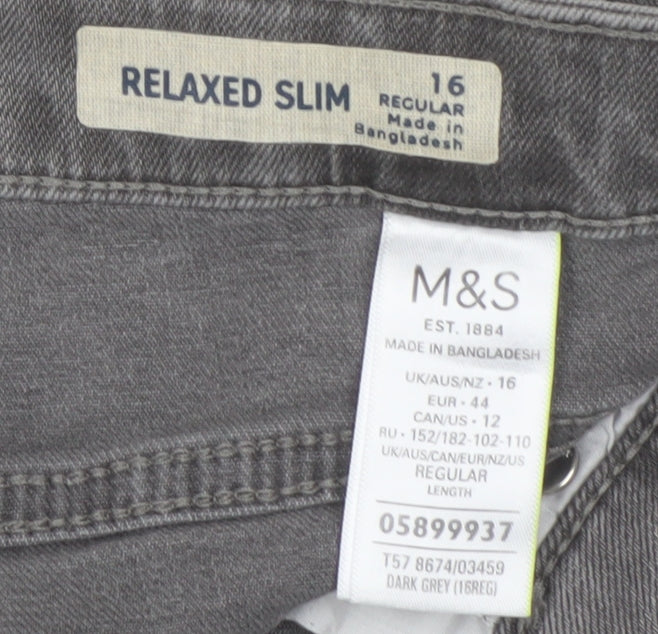 RELAXED SLIM
16
REGULAR
Made in
Bangladesh
M&S
EST. 1884
MADE IN BANGLADESH
UK/AUS/NZ • 16
EUR • 44
CAN/US • 12
RU • 152/182-102-110
UK/AUS/CAN/EUR/NZ/US
REGULAR
LENGTH
05899937
T57 8674/03459
DARK GREY (16REG)